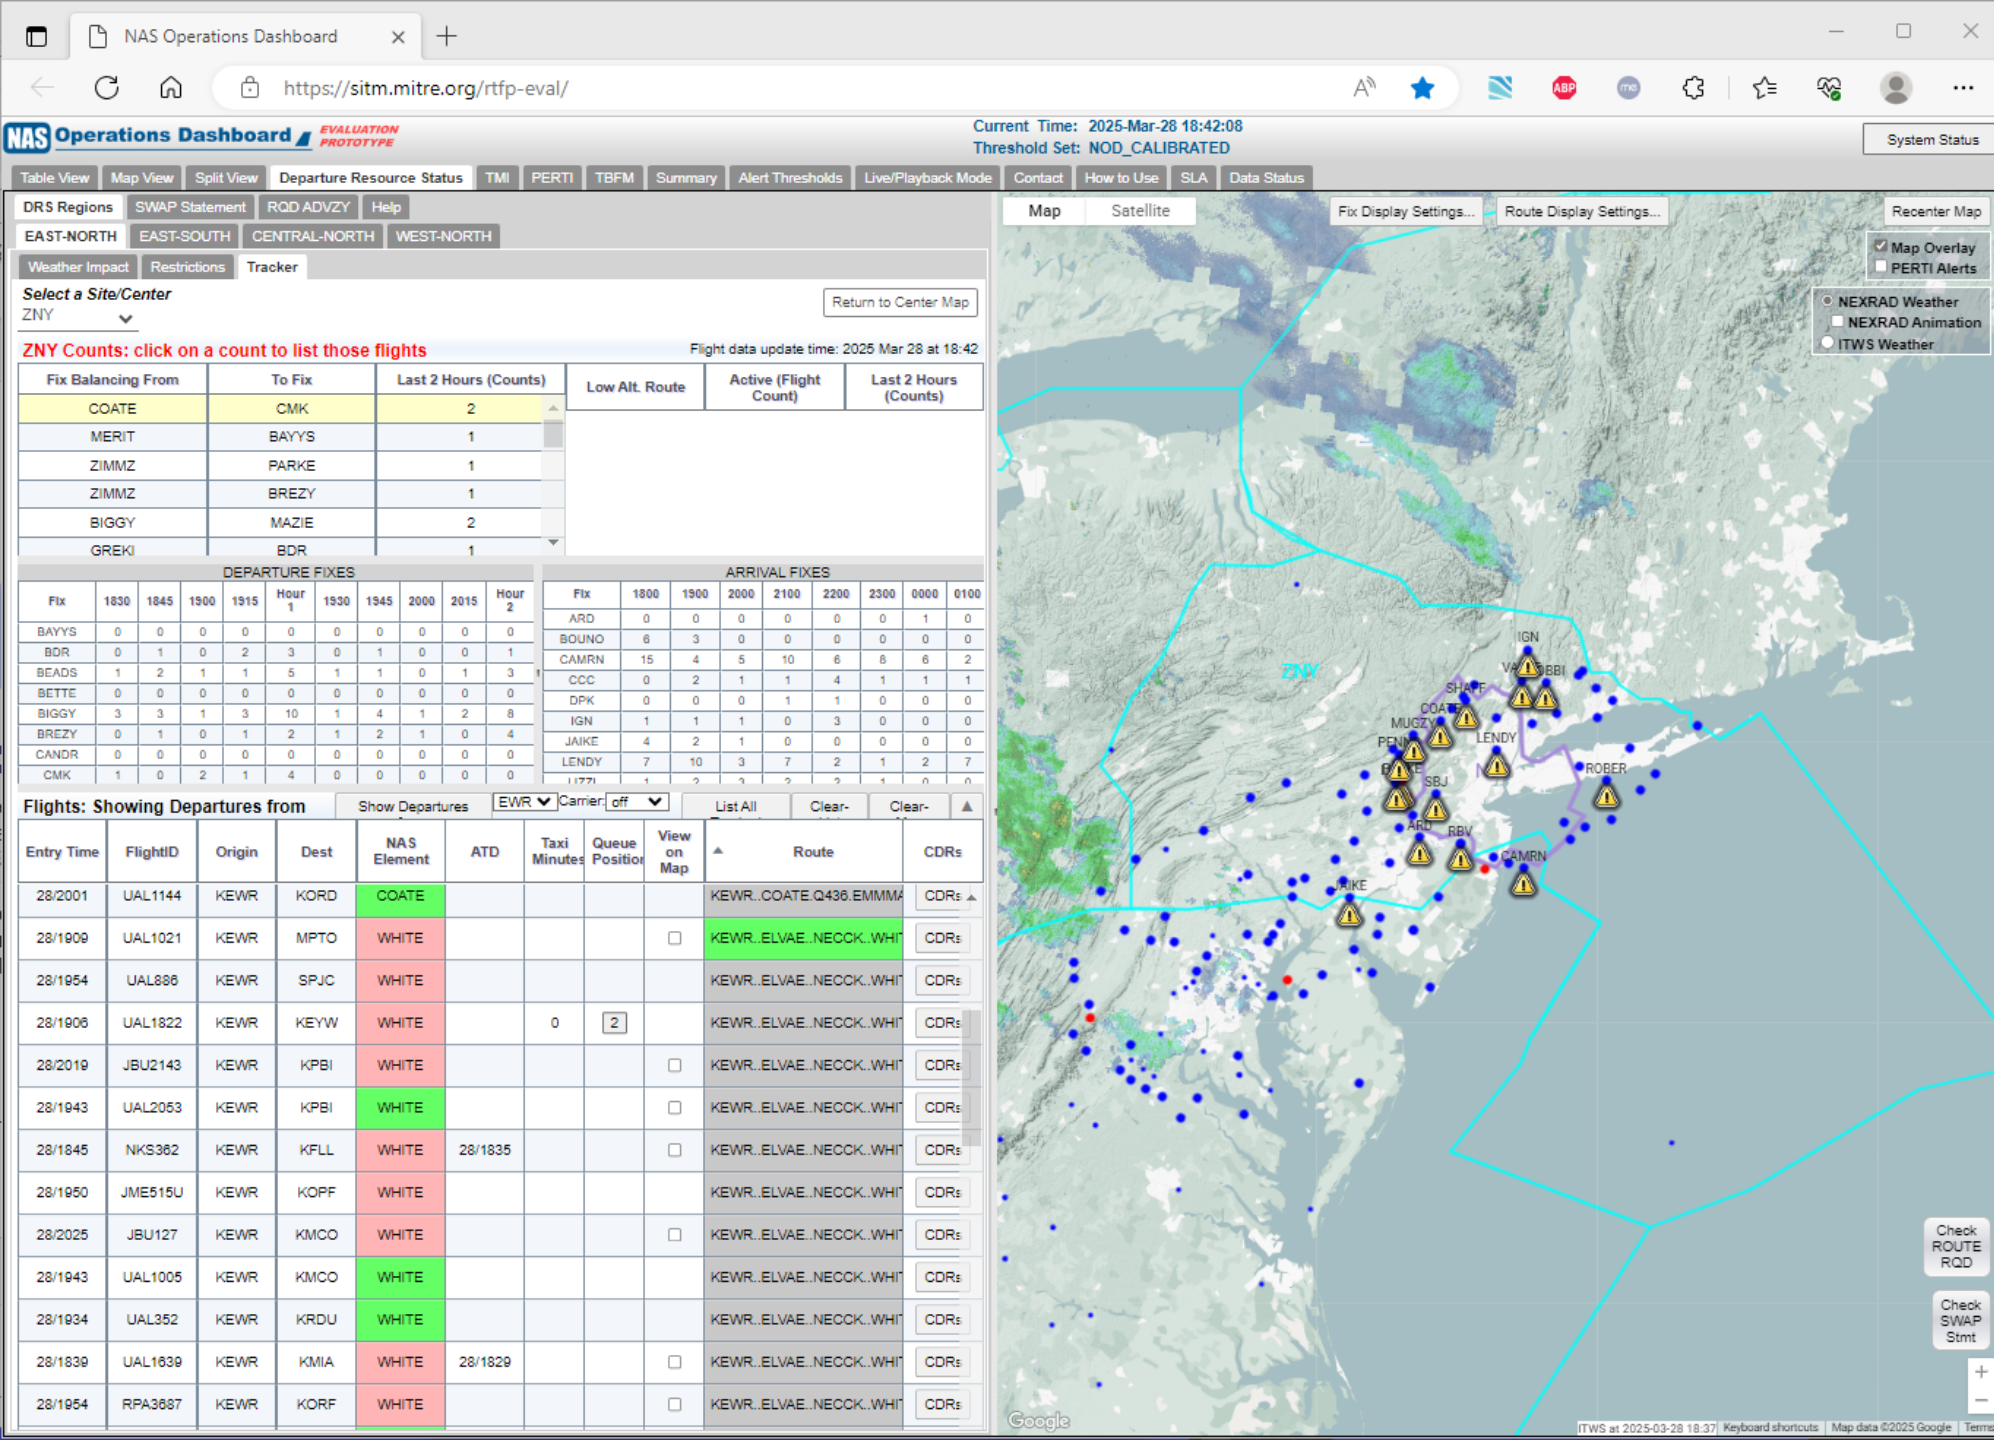 NAS Operations Dashboard
https://sitm.mitre.org/rtfp-eval/
ABP
me
NAS Operations Dashboard EVALUATION PROTOTYPE
Current Time: 2025-Mar-28 18:42:08
Threshold Set: NOD_CALIBRATED
System Status
Table View Map View Split View Departure Resource Status TMI PERTI TBFM Summary Alert Thresholds Live/Playback Mode Contact How to Use SLA Data Status
DRS Regions SWAP Statement RQD ADVZY Help
EAST-NORTH EAST-SOUTH CENTRAL-NORTH WEST-NORTH
Weather Impact Restrictions Tracker
Select a Site/Center
ZNY
Return to Center Map
ZNY Counts: click on a count to list those flights
Flight data update time: 2025 Mar 28 at 18:42
Fix Balancing From To Fix Last 2 Hours (Counts)
COATE CMK 2
MERIT BAYYS 1
ZIMMZ PARKE 1
ZIMMZ BREZY 1
BIGGY MAZIE 2
GREKI BDR 1
Low Alt. Route Active (Flight Count) Last 2 Hours (Counts)
DEPARTURE FIXES
Fix 1830 1845 1900 1915 Hour 1 1930 1945 2000 2015 Hour 2
BAYYS 0 0 0 0 0 0 0 0 0 0
BDR 0 1 0 2 3 0 1 0 0 1
BEADS 1 2 1 1 5 1 1 0 1 3
BETTE 0 0 0 0 0 0 0 0 0 0
BIGGY 3 3 1 3 10 1 4 1 2 8
BREZY 0 1 0 1 2 1 2 1 0 4
CANDR 0 0 0 0 0 0 0 0 0 0
CMK 1 0 2 1 4 0 0 0 0 0
ARRIVAL FIXES
Fix 1800 1900 2000 2100 2200 2300 0000 0100
ARD 0 0 0 0 0 0 1 0
BOUNO 6 3 0 0 0 0 0 0
CAMRN 15 4 5 10 6 8 6 2
CCC 0 2 1 1 4 1 1 1
DPK 0 0 0 1 1 0 0 0
IGN 1 1 1 0 3 0 0 0
JAIKE 4 2 1 0 0 0 0 0
LENDY 7 10 3 7 2 1 2 7
Flights: Showing Departures from
Show Departures
EWR Carrier: off
List All
Clear-
Clear-
Entry Time FlightID Origin Dest NAS Element ATD Taxi Minutes Queue Position View on Map Route CDRs
28/2001 UAL1144 KEWR KORD COATE KEWR..COATE.Q436.EMMMA CDRs
28/1909 UAL1021 KEWR MPTO WHITE KEWR..ELVAE..NECCK..WHIT CDRs
28/1954 UAL886 KEWR SPJC WHITE KEWR..ELVAE..NECCK..WHIT CDRs
28/1906 UAL1822 KEWR KEYW WHITE 0 2 KEWR..ELVAE..NECCK..WHIT CDRs
28/2019 JBU2143 KEWR KPBI WHITE KEWR..ELVAE..NECCK..WHIT CDRs
28/1943 UAL2053 KEWR KPBI WHITE KEWR..ELVAE..NECCK..WHIT CDRs
28/1845 NKS362 KEWR KFLL WHITE 28/1835 KEWR..ELVAE..NECCK..WHIT CDRs
28/1950 JME515U KEWR KOPF WHITE KEWR..ELVAE..NECCK..WHIT CDRs
28/2025 JBU127 KEWR KMCO WHITE KEWR..ELVAE..NECCK..WHIT CDRs
28/1943 UAL1005 KEWR KMCO WHITE KEWR..ELVAE..NECCK..WHIT CDRs
28/1934 UAL352 KEWR KRDU WHITE KEWR..ELVAE..NECCK..WHIT CDRs
28/1839 UAL1639 KEWR KMIA WHITE 28/1829 KEWR..ELVAE..NECCK..WHIT CDRs
28/1954 RPA3687 KEWR KORF WHITE KEWR..ELVAE..NECCK..WHIT CDRs
Map Satellite
Fix Display Settings... Route Display Settings... Recenter Map
Map Overlay
PERTI Alerts
NEXRAD Weather
NEXRAD Animation
ITWS Weather
ZNY
IGN
SHAFF
COATE
MUGZY
LENDY
SBJ
ROBER
ARD
RBV
CAMRN
JAIKE
Check ROUTE RQD
Check SWAP Stmt
Google
ITWS at 2025-03-28 18:37 Keyboard shortcuts Map data ©2025 Google Terms